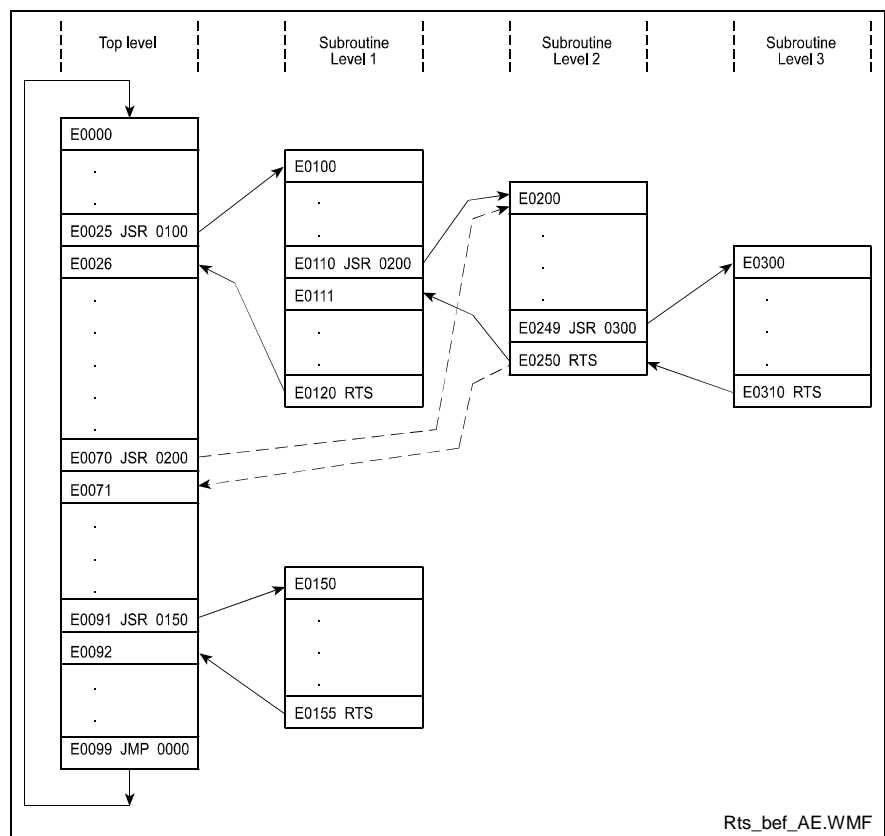 Top level
Subroutine
Level 1
Subroutine
Level 2
Subroutine
Level 3
E0000
.
.
E0025 JSR 0100
E0026
.
.
.
.
.
E0070 JSR 0200
E0071
.
.
.
E0091 JSR 0150
E0092
.
.
E0099 JMP 0000
E0100
.
.
E0110 JSR 0200
E0111
.
.
E0120 RTS
E0150
.
.
.
E0155 RTS
E0200
.
.
.
E0249 JSR 0300
E0250 RTS
E0300
.
.
.
E0310 RTS
Rts_bef_AE.WMF